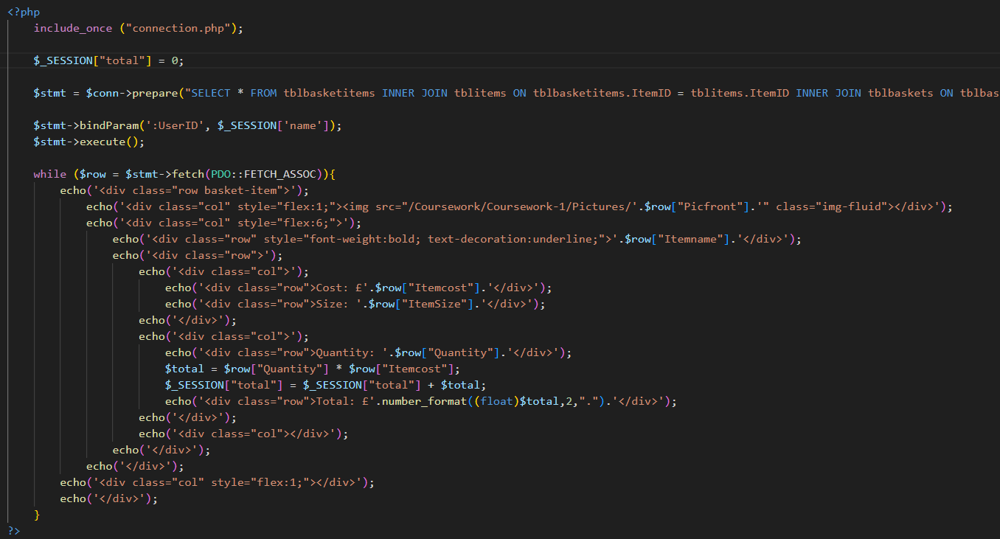 <?php
include_once ("connection.php");
$_SESSION["total"] = 0;
$stmt = $conn->prepare("SELECT * FROM tblbasketitems INNER JOIN tblitems ON tblbasketitems.ItemID = tblitems.ItemID INNER JOIN tblbaskets ON tblbas
$stmt->bindParam(':UserID', $_SESSION['name']);
$stmt->execute();
while ($row = $stmt->fetch(PDO::FETCH_ASSOC)){
echo('<div class="row basket-item">');
echo('<div class="col" style="flex:1;"><img src="/Coursework/Coursework-1/Pictures/'.$row["Picfront"].'" class="img-fluid"></div>');
echo('<div class="col" style="flex:6;">');
echo('<div class="row" style="font-weight:bold; text-decoration:underline;">'.$row["Itemname"].'</div>');
echo('<div class="row">');
echo('<div class="col">');
echo('<div class="row">Cost: £'.$row["Itemcost"].'</div>');
echo('<div class="row">Size: '.$row["ItemSize"].'</div>');
echo('</div>');
echo('<div class="col">');
echo('<div class="row">Quantity: '.$row["Quantity"].'</div>');
$total = $row["Quantity"] * $row["Itemcost"];
$_SESSION["total"] = $_SESSION["total"] + $total;
echo('<div class="row">Total: £'.number_format((float)$total,2,".").'</div>');
echo('</div>');
echo('<div class="col"></div>');
echo('</div>');
echo('</div>');
echo('<div class="col" style="flex:1;"></div>');
echo('</div>');
}
?>